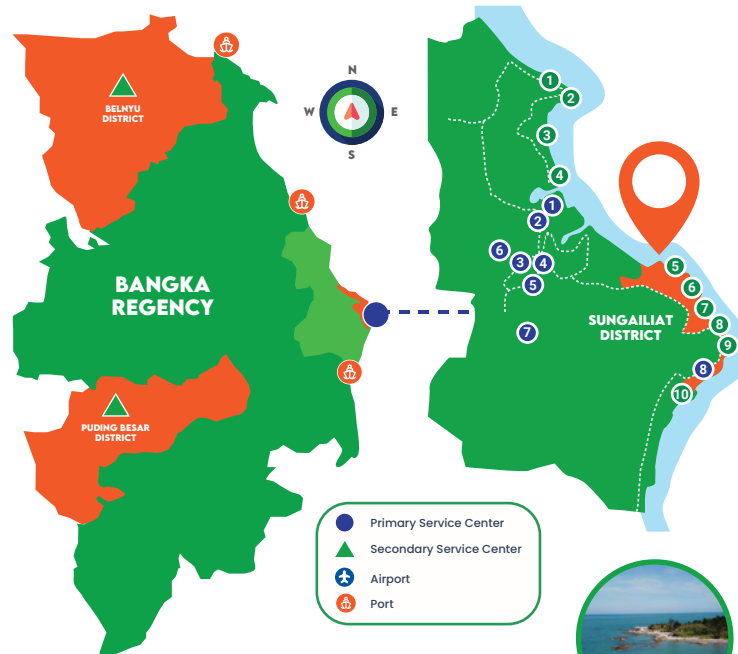 BELNYU
DISTRICT
N
W
E
S
BANGKA
REGENCY
PUDING BESAR
DISTRICT
1
2
3
4
1
2
6
3
4
5
7
5
6
7
8
9
8
10
SUNGAILIAT
DISTRICT
Primary Service Center
Secondary Service Center
Airport
Port